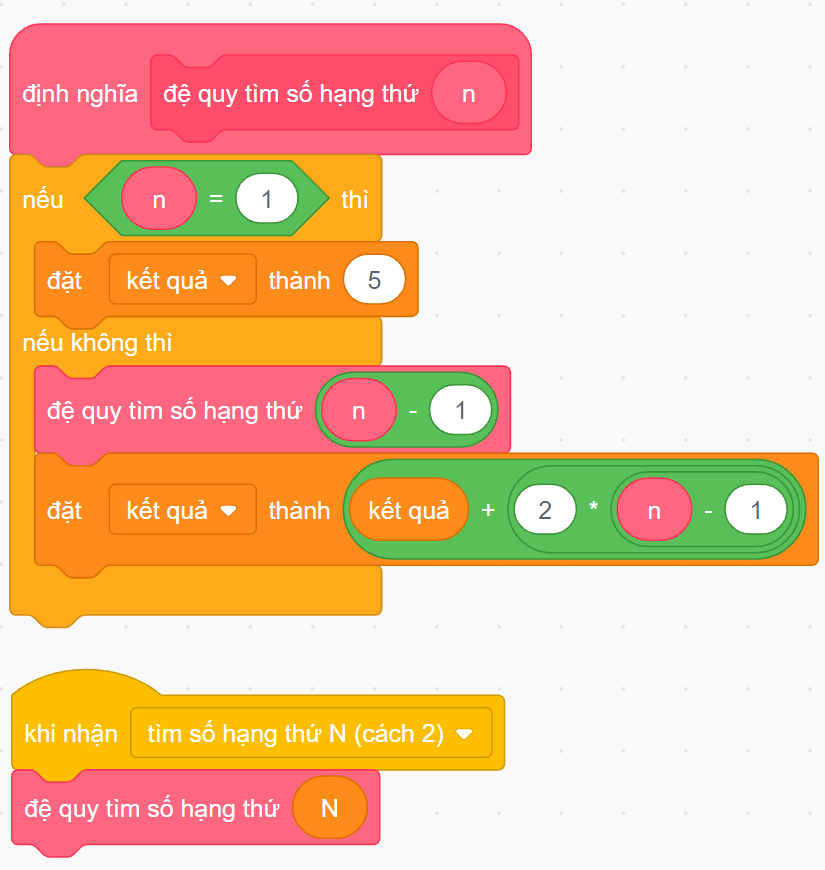 định nghĩa đệ quy tìm số hạng thứ n
nếu n = 1 thì
đặt kết quả thành 5
nếu không thì
đệ quy tìm số hạng thứ n - 1
đặt kết quả thành kết quả + 2 * n - 1
khi nhận tìm số hạng thứ N (cách 2)
đệ quy tìm số hạng thứ N